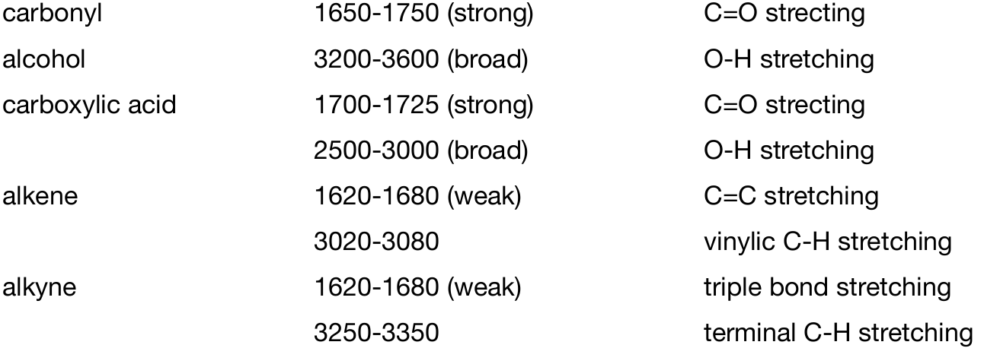 carbonyl 1650-1750 (strong) C=O strecting
alcohol 3200-3600 (broad) O-H stretching
carboxylic acid 1700-1725 (strong) C=O strecting
2500-3000 (broad) O-H stretching
alkene 1620-1680 (weak) C=C stretching
3020-3080 vinylic C-H stretching
alkyne 1620-1680 (weak) triple bond stretching
3250-3350 terminal C-H stretching